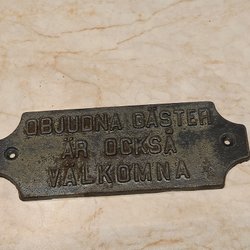 OBJUDNA GÄSTER
ÄR OCKSÅ
VÄLKOMNA